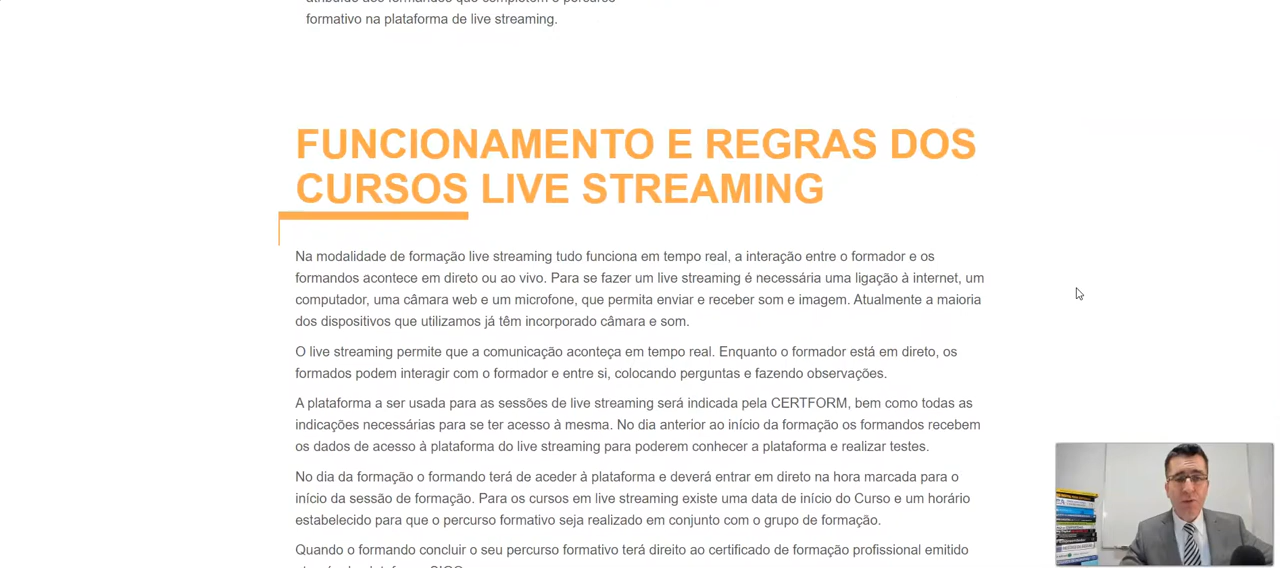 formativo na plataforma de live streaming.
FUNCIONAMENTO E REGRAS DOS
CURSOS LIVE STREAMING
Na modalidade de formação live streaming tudo funciona em tempo real, a interação entre o formador e os
formandos acontece em direto ou ao vivo. Para se fazer um live streaming é necessária uma ligação à internet, um
computador, uma câmara web e um microfone, que permita enviar e receber som e imagem. Atualmente a maioria
dos dispositivos que utilizamos já têm incorporado câmara e som.
O live streaming permite que a comunicação aconteça em tempo real. Enquanto o formador está em direto, os
formados podem interagir com o formador e entre si, colocando perguntas e fazendo observações.
A plataforma a ser usada para as sessões de live streaming será indicada pela CERTFORM, bem como todas as
indicações necessárias para se ter acesso à mesma. No dia anterior ao início da formação os formandos recebem
os dados de acesso à plataforma do live streaming para poderem conhecer a plataforma e realizar testes.
No dia da formação o formando terá de aceder à plataforma e deverá entrar em direto na hora marcada para o
início da sessão de formação. Para os cursos em live streaming existe uma data de início do Curso e um horário
estabelecido para que o percurso formativo seja realizado em conjunto com o grupo de formação.
Quando o formando concluir o seu percurso formativo terá direito ao certificado de formação profissional emitido